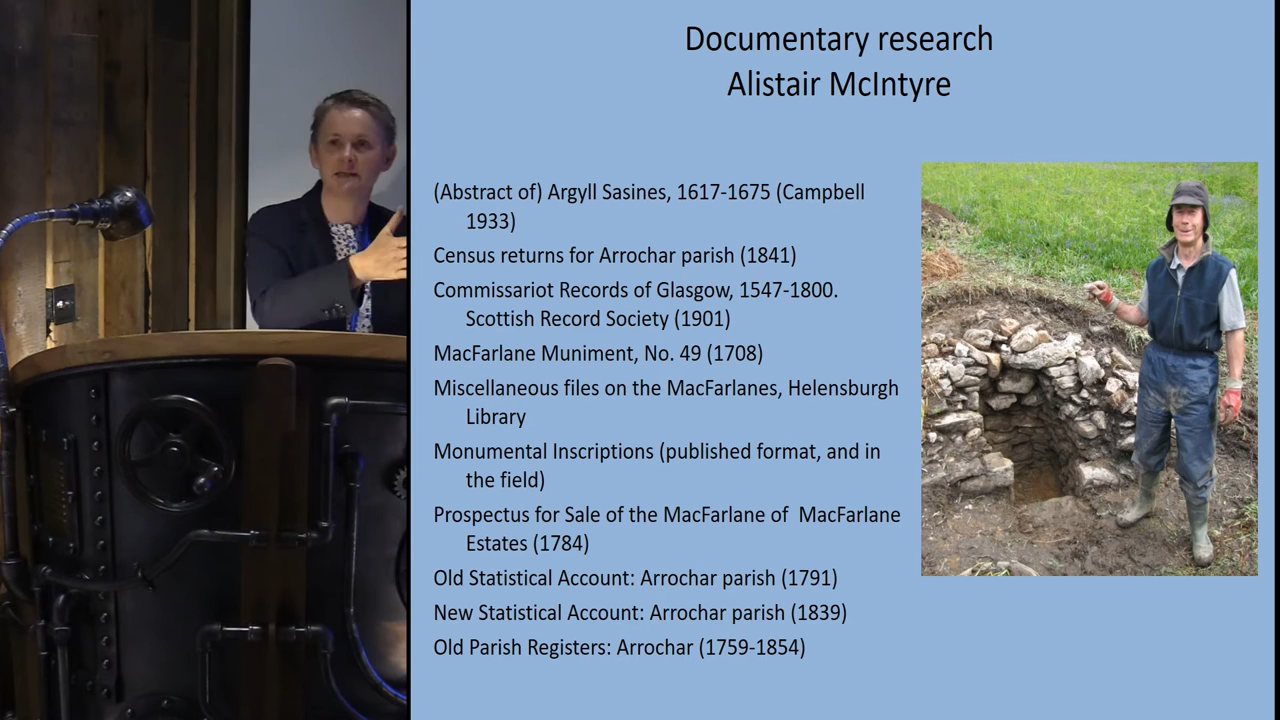 Documentary research
Alistair McIntyre
(Abstract of) Argyll Sasines, 1617-1675 (Campbell
1933)
Census returns for Arrochar parish (1841)
Commissariot Records of Glasgow, 1547-1800.
Scottish Record Society (1901)
MacFarlane Muniment, No. 49 (1708)
Miscellaneous files on the MacFarlanes, Helensburgh
Library
Monumental Inscriptions (published format, and in
the field)
Prospectus for Sale of the MacFarlane of  MacFarlane
Estates (1784)
Old Statistical Account: Arrochar parish (1791)
New Statistical Account: Arrochar parish (1839)
Old Parish Registers: Arrochar (1759-1854)